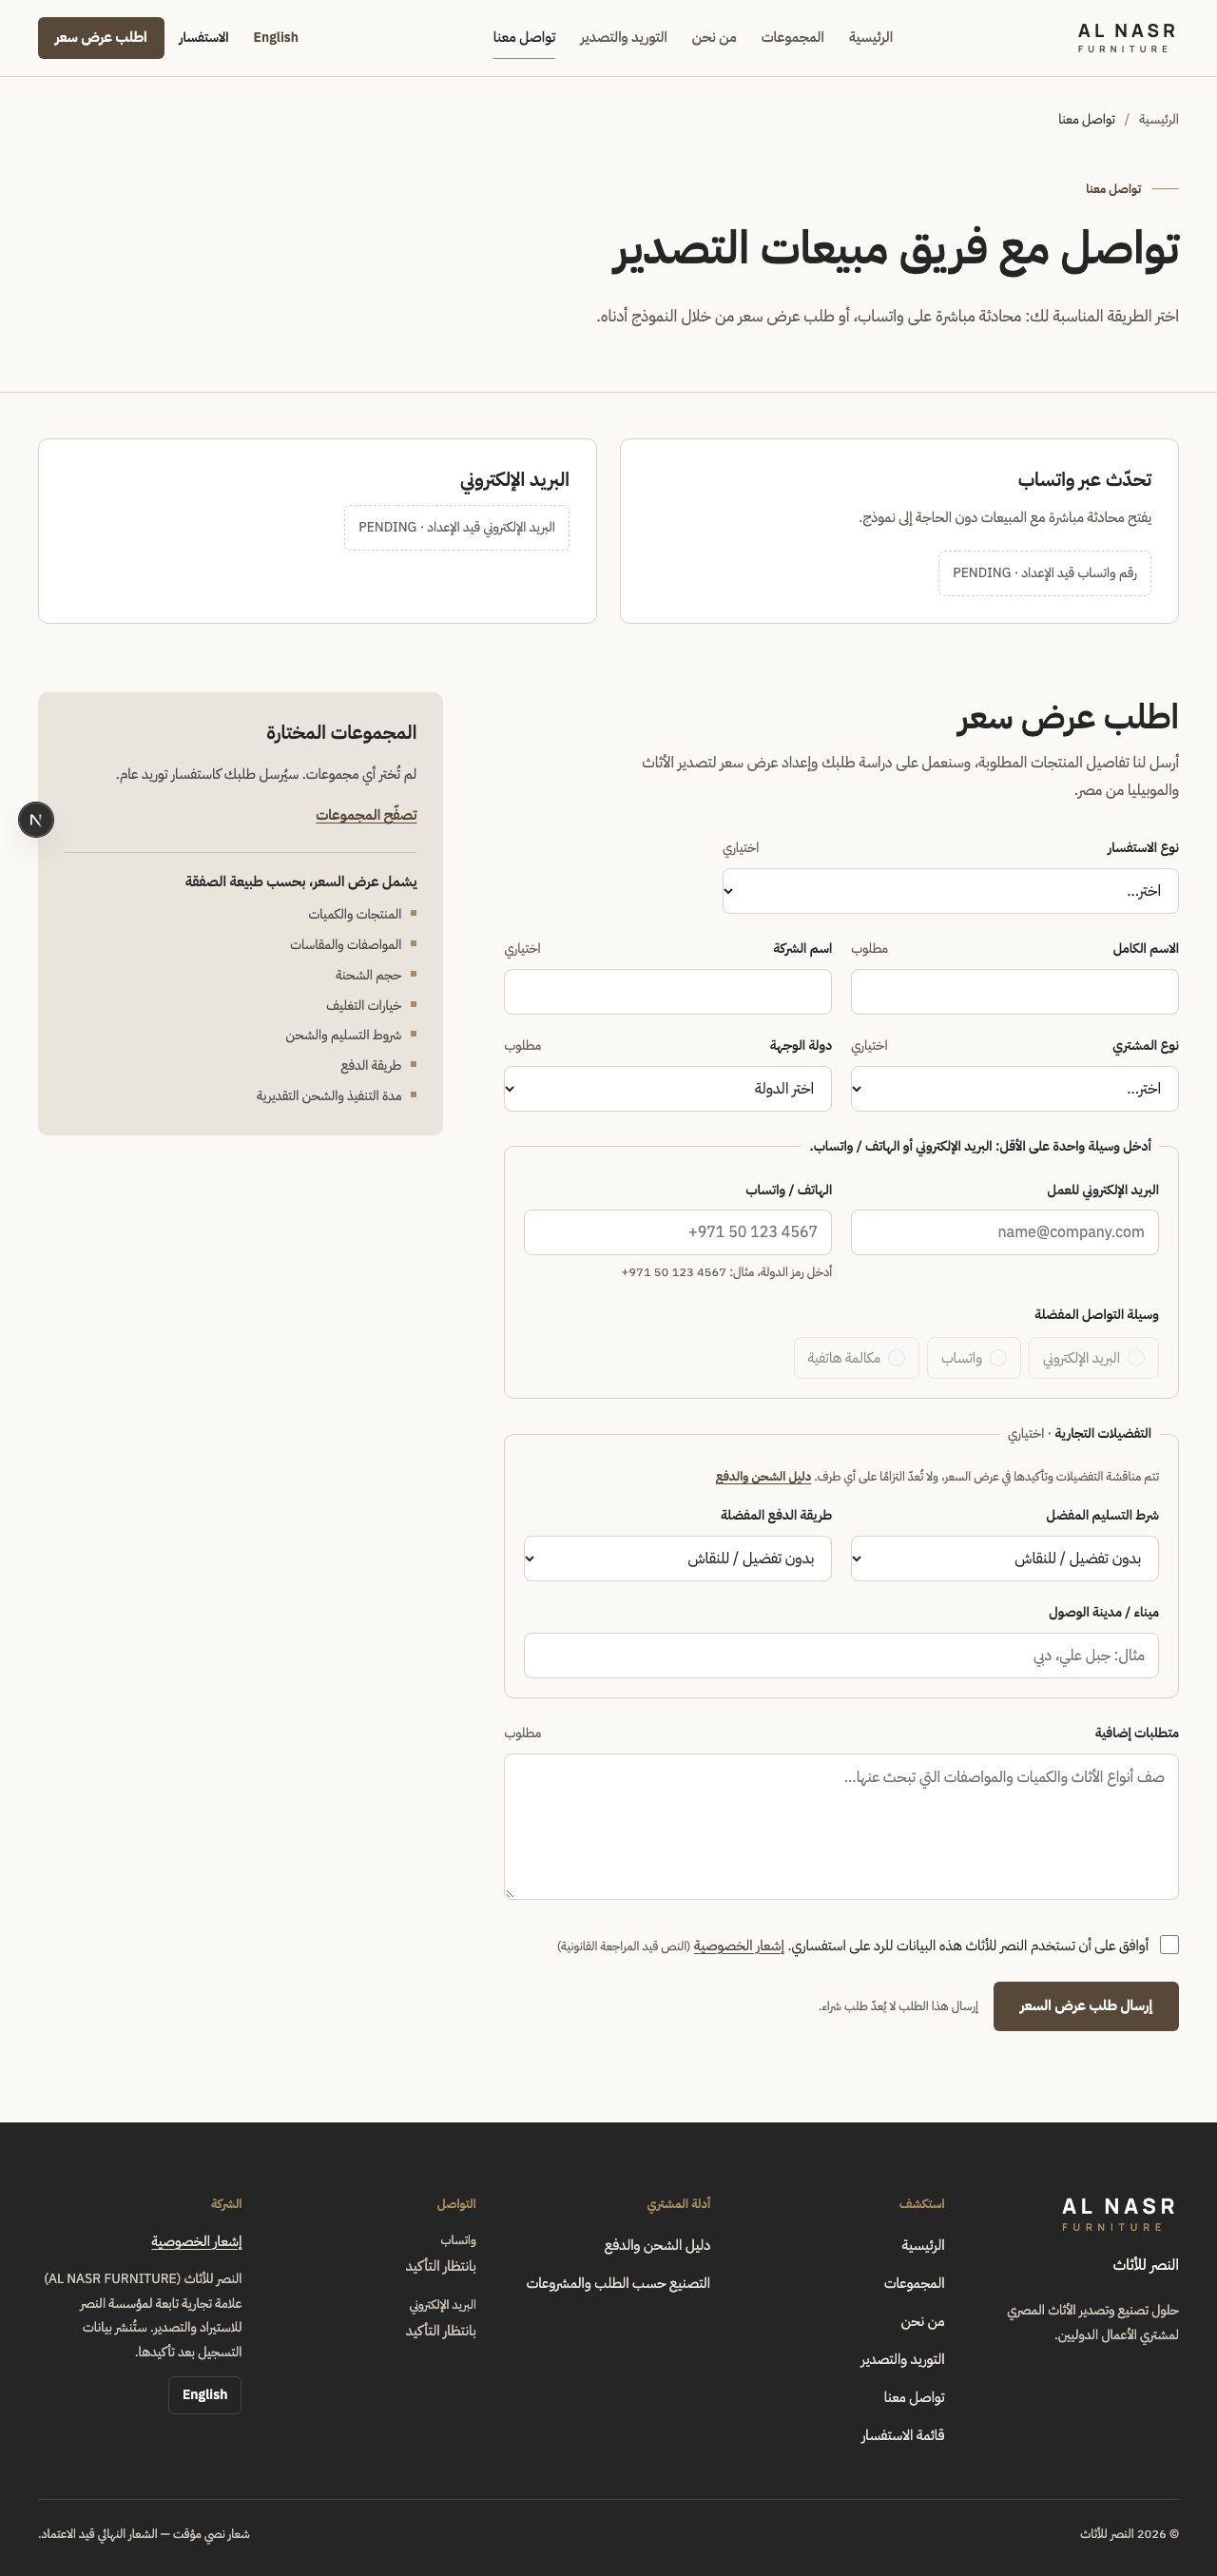 AL NASR
FURNITURE
الرئيسية
المجموعات
من نحن
التوريد والتصدير
تواصل معنا
English
الاستفسار
اطلب عرض سعر
الرئيسية / تواصل معنا
تواصل معنا
تواصل مع فريق مبيعات التصدير
اختر الطريقة المناسبة لك: محادثة مباشرة على واتساب، أو طلب عرض سعر من خلال النموذج أدناه.
تحدّث عبر واتساب
يفتح محادثة مباشرة مع المبيعات دون الحاجة إلى نموذج.
رقم واتساب قيد الإعداد · PENDING
البريد الإلكتروني
البريد الإلكتروني قيد الإعداد · PENDING
اطلب عرض سعر
أرسل لنا تفاصيل المنتجات المطلوبة، وسنعمل على دراسة طلبك وإعداد عرض سعر لتصدير الأثاث
والموبيليا من مصر.
نوع الاستفسار
اختياري
اختر...
الاسم الكامل
مطلوب
اسم الشركة
اختياري
نوع المشتري
اختياري
اختر...
دولة الوجهة
مطلوب
اختر الدولة
أدخل وسيلة واحدة على الأقل: البريد الإلكتروني أو الهاتف / واتساب.
البريد الإلكتروني للعمل
name@company.com
الهاتف / واتساب
+971 50 123 4567
أدخل رمز الدولة، مثال: 4567 123 50 971+
وسيلة التواصل المفضلة
البريد الإلكتروني
واتساب
مكالمة هاتفية
التفضيلات التجارية · اختياري
تتم مناقشة التفضيلات وتأكيدها في عرض السعر، ولا تُعدّ التزامًا على أي طرف. دليل الشحن والدفع
شرط التسليم المفضل
بدون تفضيل / للنقاش
طريقة الدفع المفضلة
بدون تفضيل / للنقاش
ميناء / مدينة الوصول
مثال: جبل علي، دبي
متطلبات إضافية
مطلوب
صف أنواع الأثاث والكميات والمواصفات التي تبحث عنها...
أوافق على أن تستخدم النصر للأثاث هذه البيانات للرد على استفساري. إشعار الخصوصية (النص قيد المراجعة القانونية)
إرسال طلب عرض السعر
إرسال هذا الطلب لا يُعدّ طلب شراء.
المجموعات المختارة
لم تُختر أي مجموعات. سيُرسل طلبك كاستفسار توريد عام.
تصفّح المجموعات
N
يشمل عرض السعر، بحسب طبيعة الصفقة
المنتجات والكميات
المواصفات والمقاسات
حجم الشحنة
خيارات التغليف
شروط التسليم والشحن
طريقة الدفع
مدة التنفيذ والشحن التقديرية
AL NASR
FURNITURE
النصر للأثاث
حلول تصنيع وتصدير الأثاث المصري
لمشتري الأعمال الدوليين.
استكشف
الرئيسية
المجموعات
من نحن
التوريد والتصدير
تواصل معنا
قائمة الاستفسار
أدلة المشتري
دليل الشحن والدفع
التصنيع حسب الطلب والمشروعات
التواصل
واتساب
بانتظار التأكيد
البريد الإلكتروني
بانتظار التأكيد
الشركة
إشعار الخصوصية
النصر للأثاث (AL NASR FURNITURE)
علامة تجارية تابعة لمؤسسة النصر
للاستيراد والتصدير. ستُنشر بيانات
التسجيل بعد تأكيدها.
English
© 2026 النصر للأثاث
شعار نصي مؤقت — الشعار النهائي قيد الاعتماد.